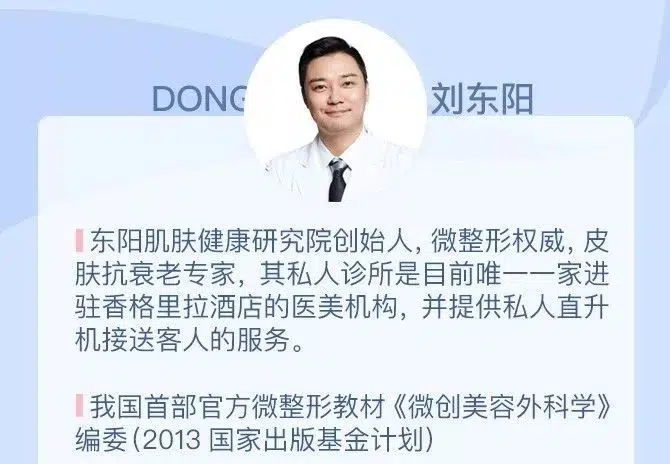 DONG 刘东阳
东阳肌肤健康研究院创始人，微整形权威，皮
肤抗衰老专家，其私人诊所是目前唯一一家进
驻香格里拉酒店的医美机构，并提供私人直升
机接送客人的服务。
我国首部官方微整形教材《微创美容外科学》
编委（2013 国家出版基金计划）